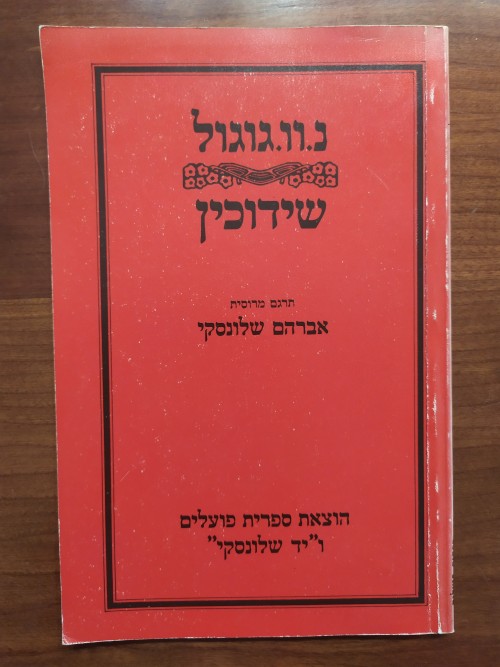 נ.וו.גוגול
שידוכין
תרגם מרוסית
אברהם שלונסקי
הוצאת ספרית פועלים
ו"יד שלונסקי"